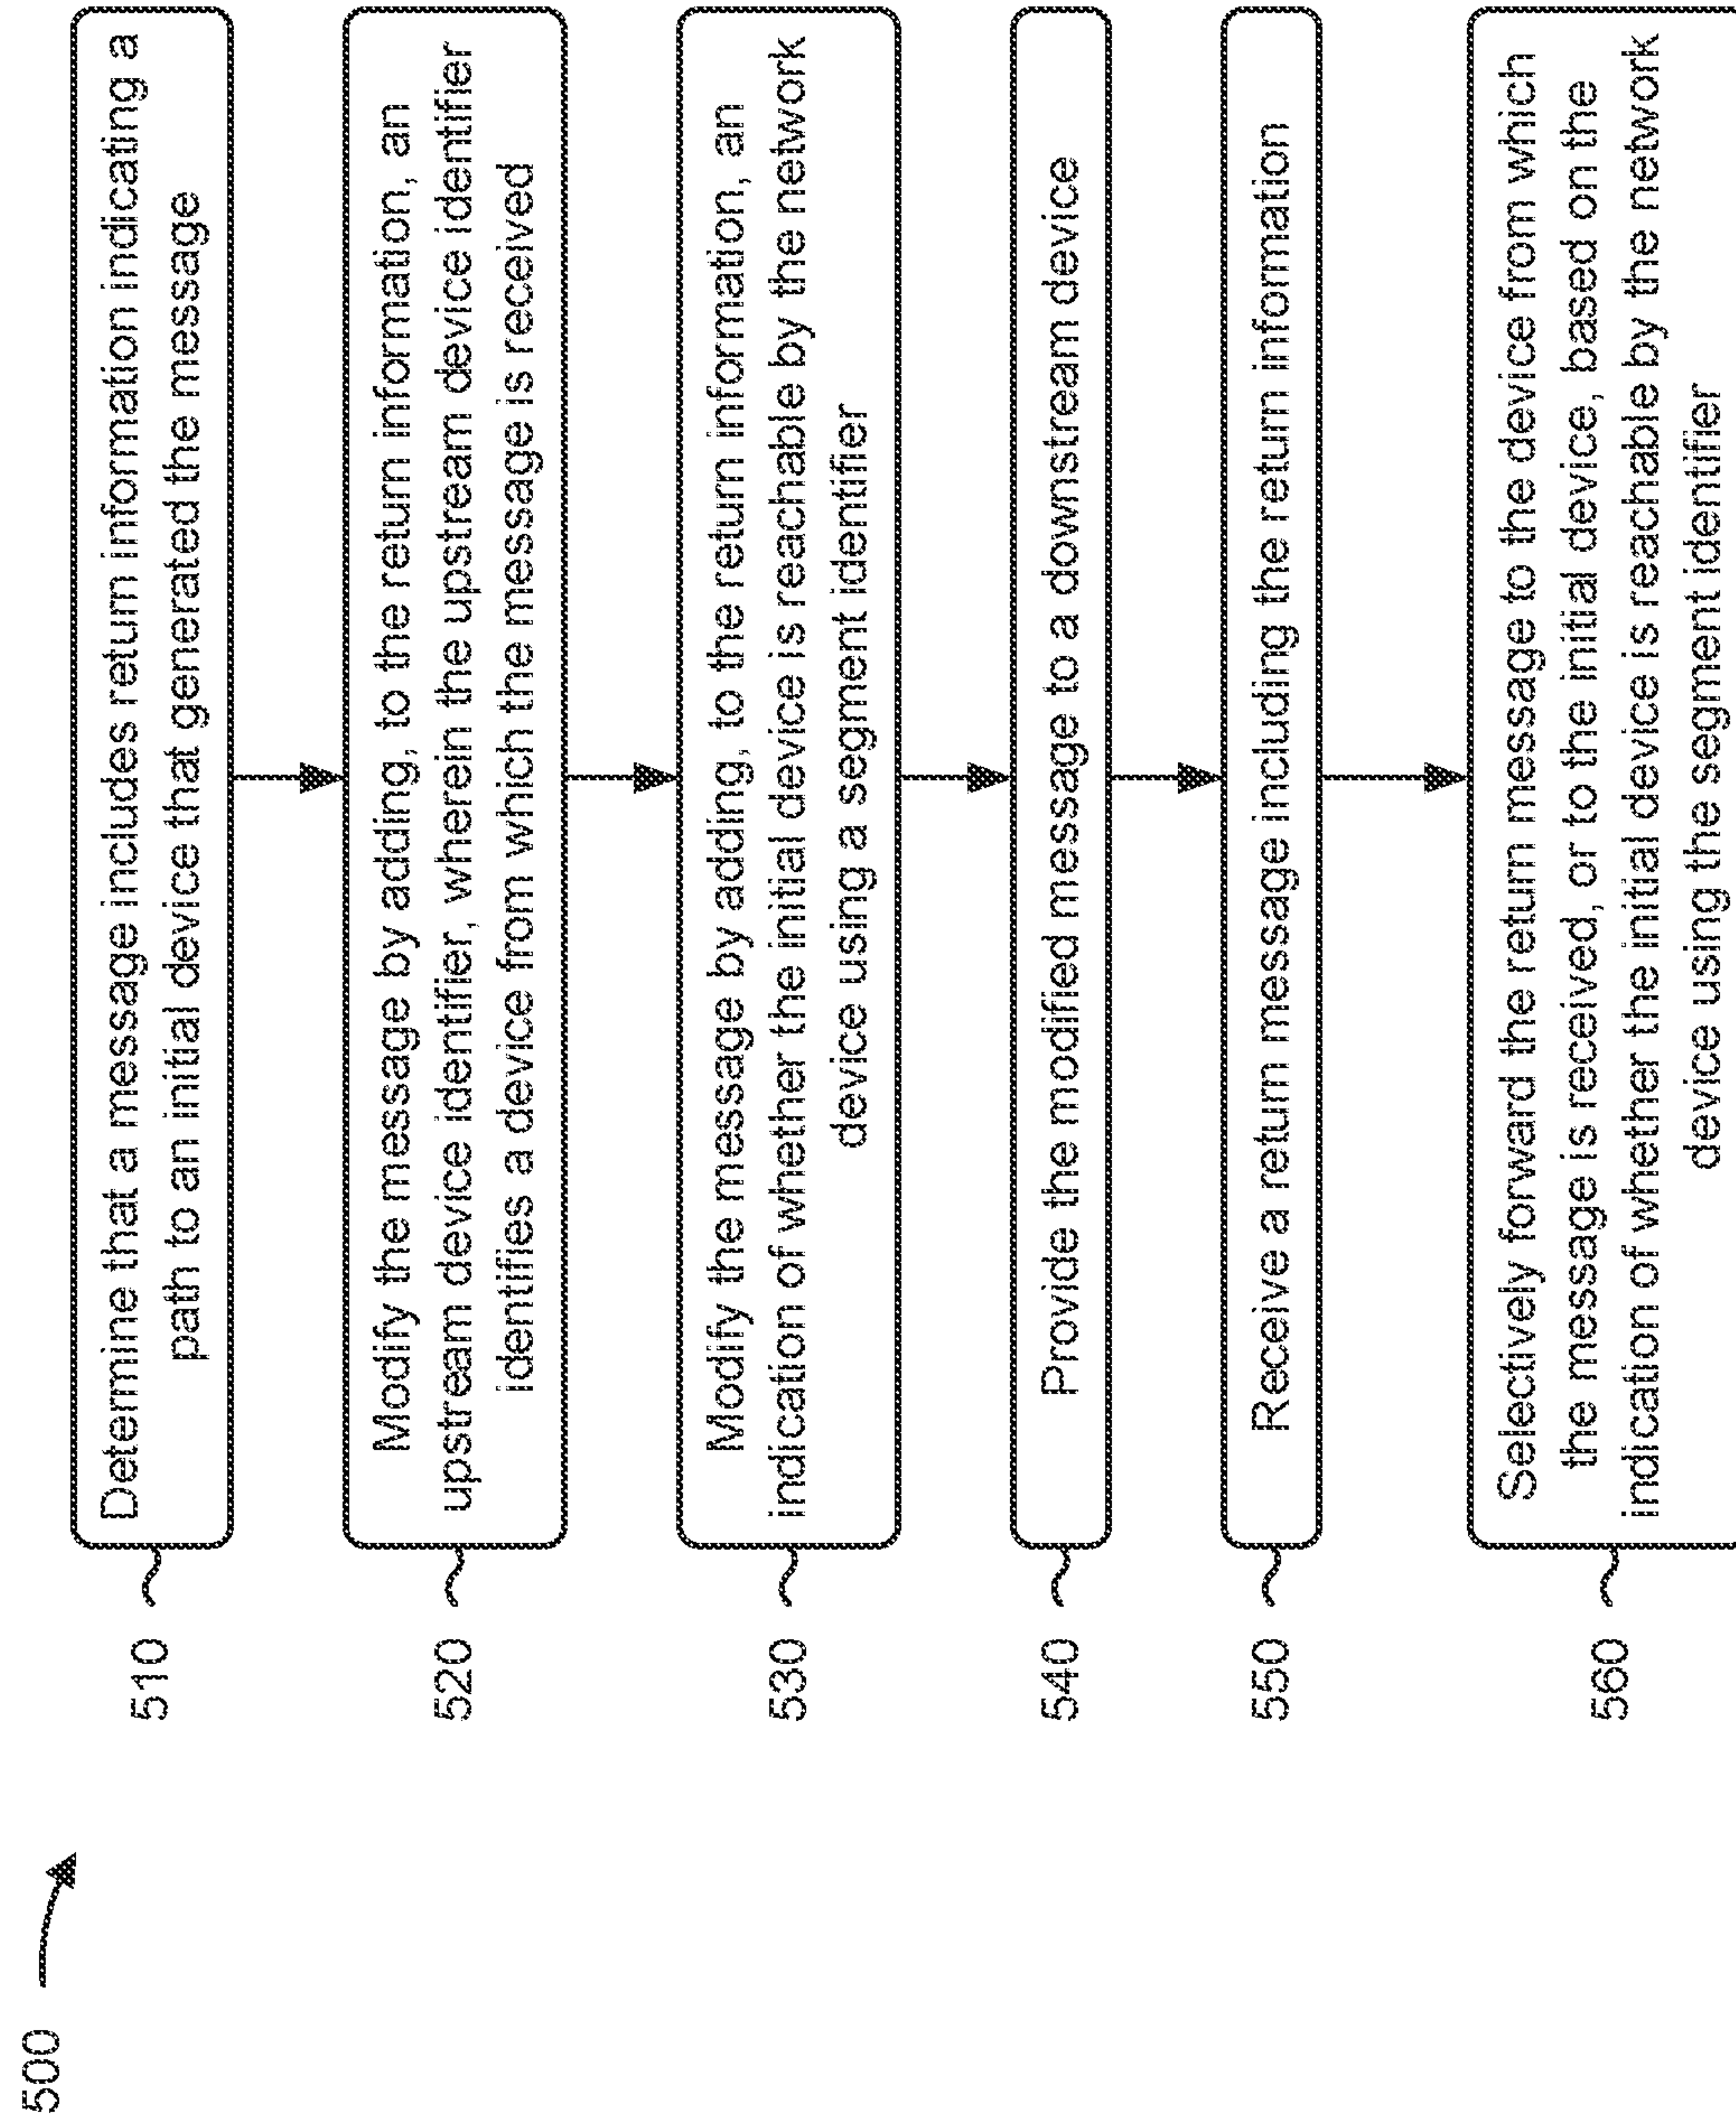 500
510
Determine that a message includes return information indicating a
path to an initial device that generated the message
520
Modify the message by adding, to the return information, an
upstream device identifier, wherein the upstream device identifier
identifies a device from which the message is received
530
Modify the message by adding, to the return information, an
indication of whether the initial device is reachable by the network
device using a segment identifier
540
Provide the modified message to a downstream device
550
Receive a return message including the return information
560
Selectively forward the return message to the device from which
the message is received, or to the initial device, based on the
indication of whether the initial device is reachable by the network
device using the segment identifier